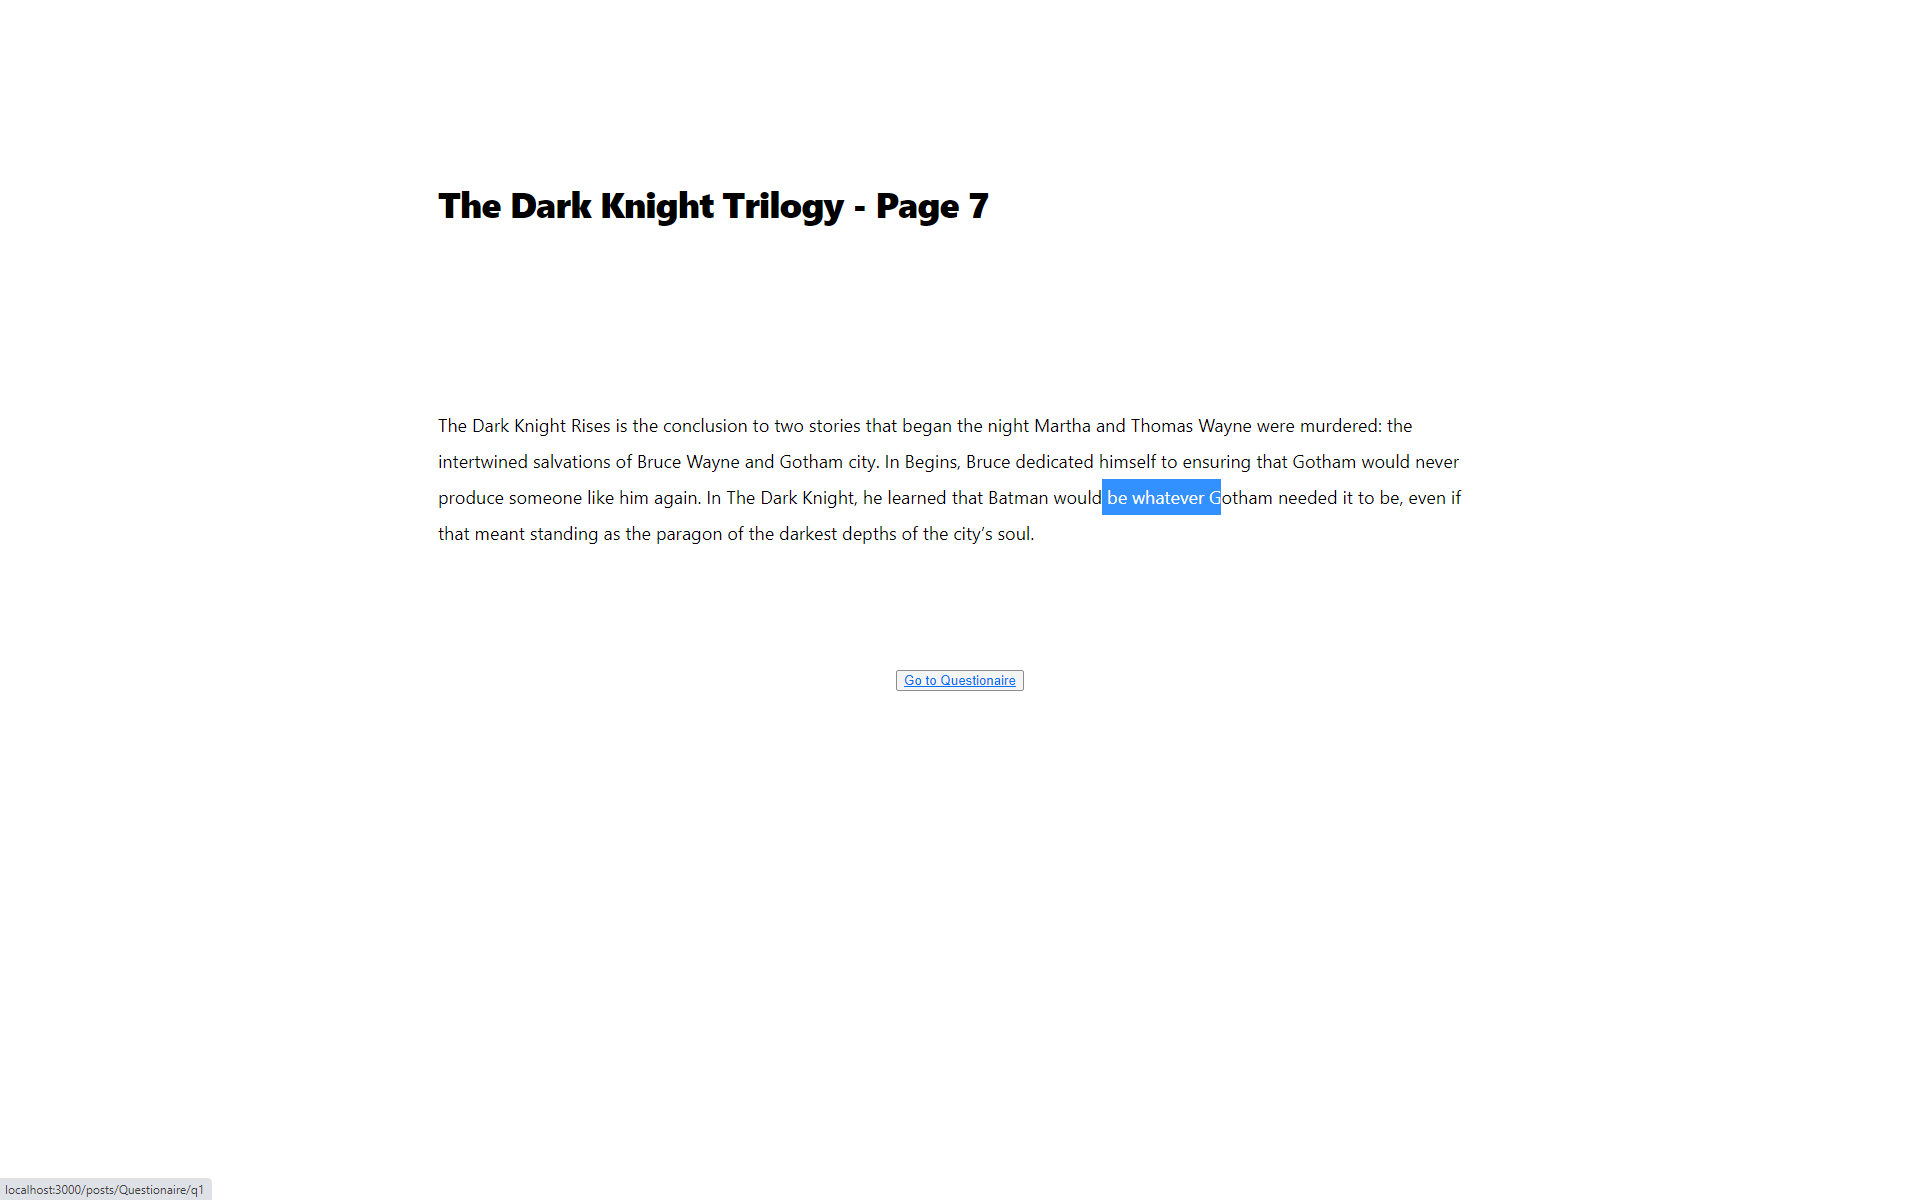 The Dark Knight Trilogy - Page 7
The Dark Knight Rises is the conclusion to two stories that began the night Martha and Thomas Wayne were murdered: the
intertwined salvations of Bruce Wayne and Gotham city. In Begins, Bruce dedicated himself to ensuring that Gotham would never
produce someone like him again. In The Dark Knight, he learned that Batman would be whatever Gotham needed it to be, even if
that meant standing as the paragon of the darkest depths of the city’s soul.
Go to Questionaire
localhost:3000/posts/Questionaire/q1